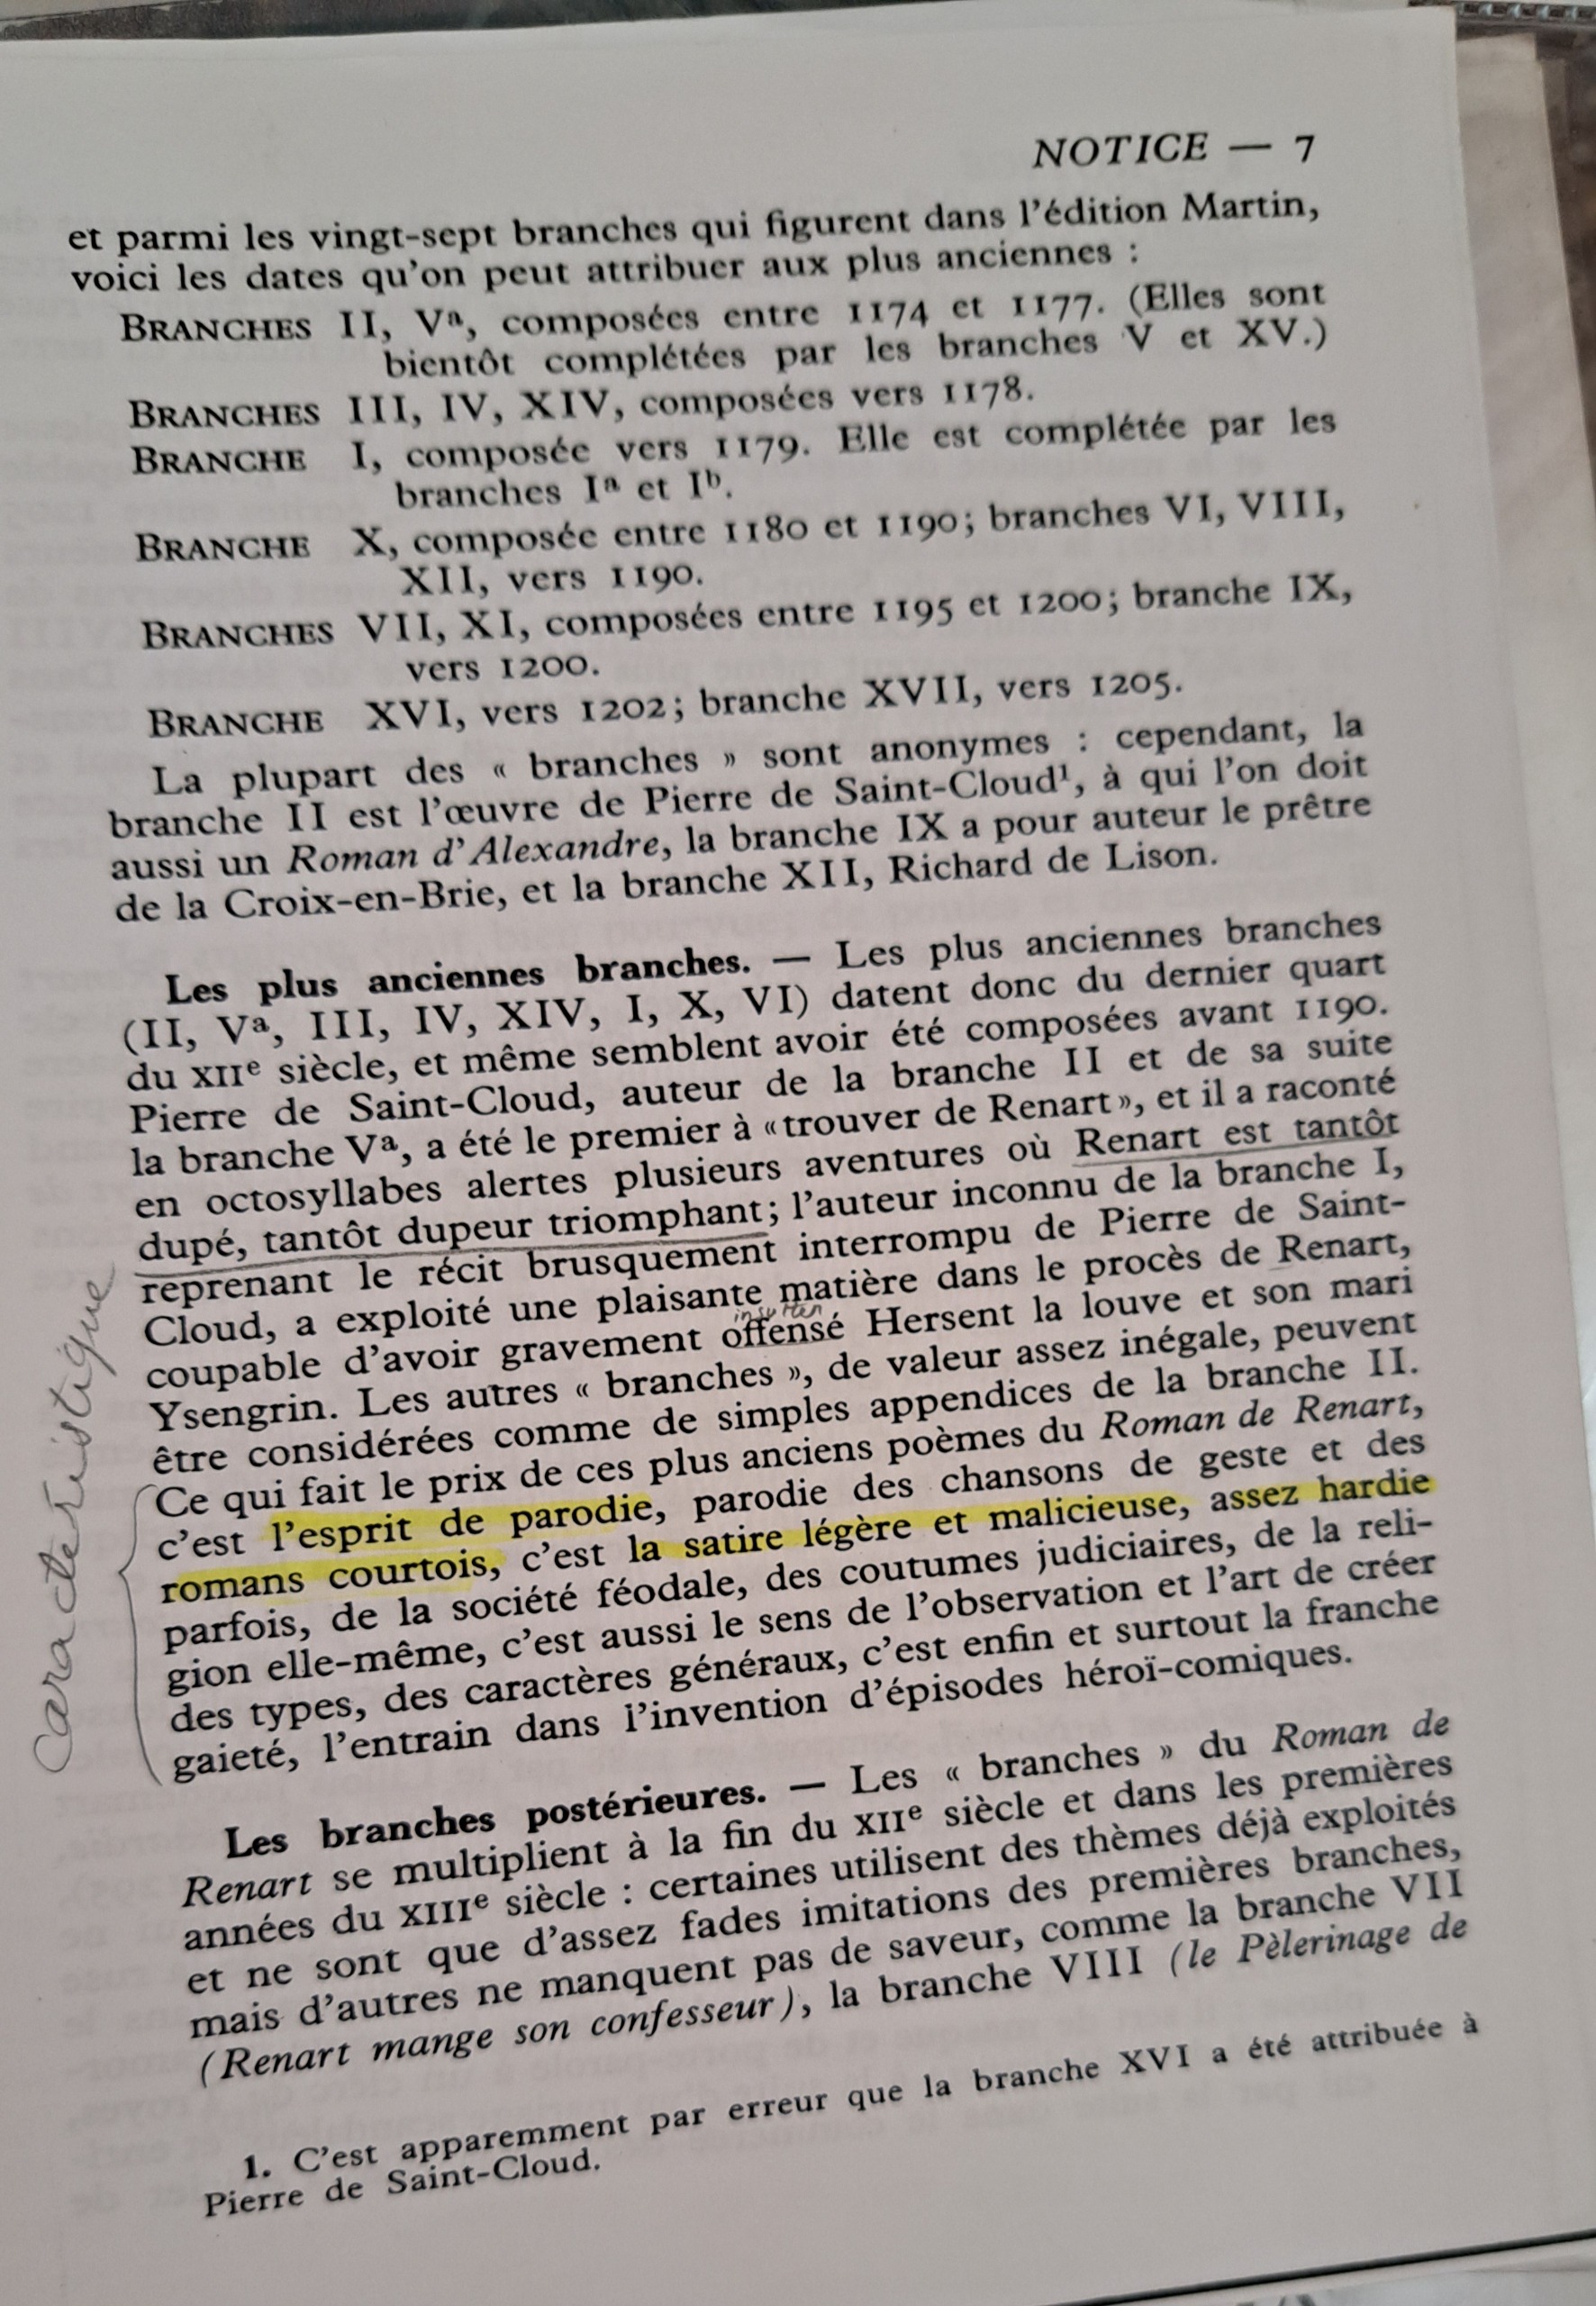 NOTICE — 7
et parmi les vingt-sept branches qui figurent dans l'édition Martin,
voici les dates qu'on peut attribuer aux plus anciennes :
BRANCHES II, Vᵃ, composées entre 1174 et 1177. (Elles sont
bientôt complétées par les branches V et XV.)
BRANCHES III, IV, XIV, composées vers 1178.
BRANCHE I, composée vers 1179. Elle est complétée par les
branches Iᵃ et Iᵇ.
BRANCHE X, composée entre 1180 et 1190; branches VI, VIII,
XII, vers 1190.
BRANCHES VII, XI, composées entre 1195 et 1200; branche IX,
vers 1200.
BRANCHE XVI, vers 1202; branche XVII, vers 1205.
La plupart des « branches » sont anonymes : cependant, la
branche II est l'œuvre de Pierre de Saint-Cloud¹, à qui l'on doit
aussi un Roman d'Alexandre, la branche IX a pour auteur le prêtre
de la Croix-en-Brie, et la branche XII, Richard de Lison.
Les plus anciennes branches. — Les plus anciennes branches
(II, Vᵃ, III, IV, XIV, I, X, VI) datent donc du dernier quart
du XIIᵉ siècle, et même semblent avoir été composées avant 1190.
Pierre de Saint-Cloud, auteur de la branche II et de sa suite
la branche Vᵃ, a été le premier à « trouver de Renart », et il a raconté
en octosyllabes alertes plusieurs aventures où Renart est tantôt
dupé, tantôt dupeur triomphant; l'auteur inconnu de la branche I,
reprenant le récit brusquement interrompu de Pierre de Saint-
Cloud, a exploité une plaisante matière dans le procès de Renart,
coupable d'avoir gravement offensé Hersent la louve et son mari
Ysengrin. Les autres « branches », de valeur assez inégale, peuvent
être considérées comme de simples appendices de la branche II.
Ce qui fait le prix de ces plus anciens poèmes du Roman de Renart,
c'est l'esprit de parodie, parodie des chansons de geste et des
romans courtois, c'est la satire légère et malicieuse, assez hardie
parfois, de la société féodale, des coutumes judiciaires, de la reli-
gion elle-même, c'est aussi le sens de l'observation et l'art de créer
des types, des caractères généraux, c'est enfin et surtout la franche
gaieté, l'entrain dans l'invention d'épisodes héroï-comiques.
caractéristique
Les branches postérieures. — Les « branches » du Roman de
Renart se multiplient à la fin du XIIᵉ siècle et dans les premières
années du XIIIᵉ siècle : certaines utilisent des thèmes déjà exploités
et ne sont que d'assez fades imitations des premières branches,
mais d'autres ne manquent pas de saveur, comme la branche VII
(Renart mange son confesseur), la branche VIII (le Pèlerinage de
1. C'est apparemment par erreur que la branche XVI a été attribuée à
Pierre de Saint-Cloud.